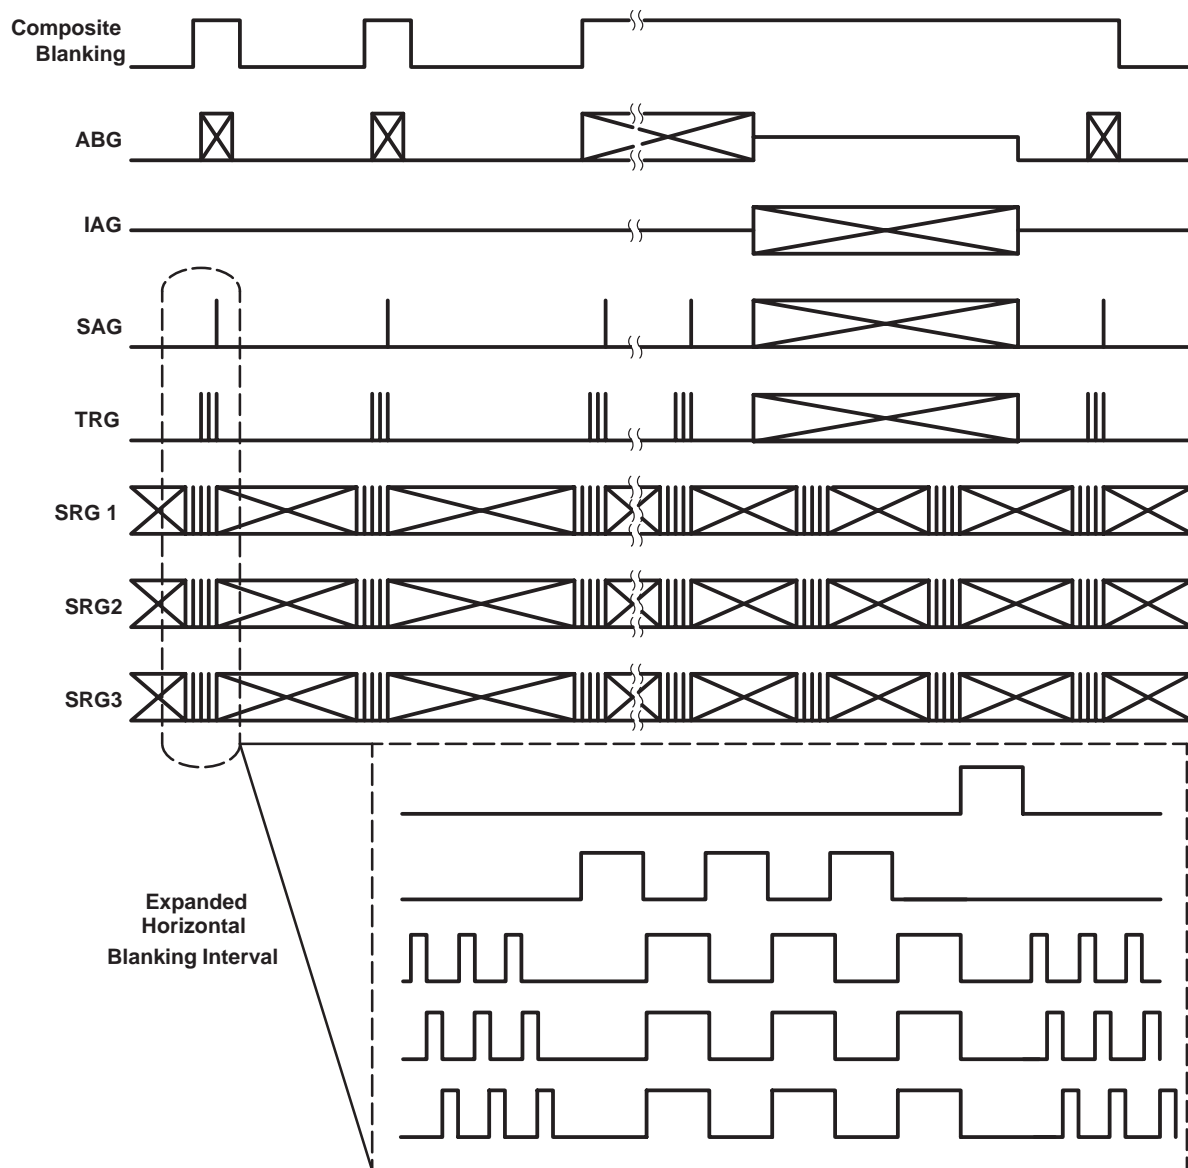 Composite
Blanking
ABG
IAG
SAG
TRG
SRG 1
SRG2
SRG3
Expanded
Horizontal
Blanking Interval